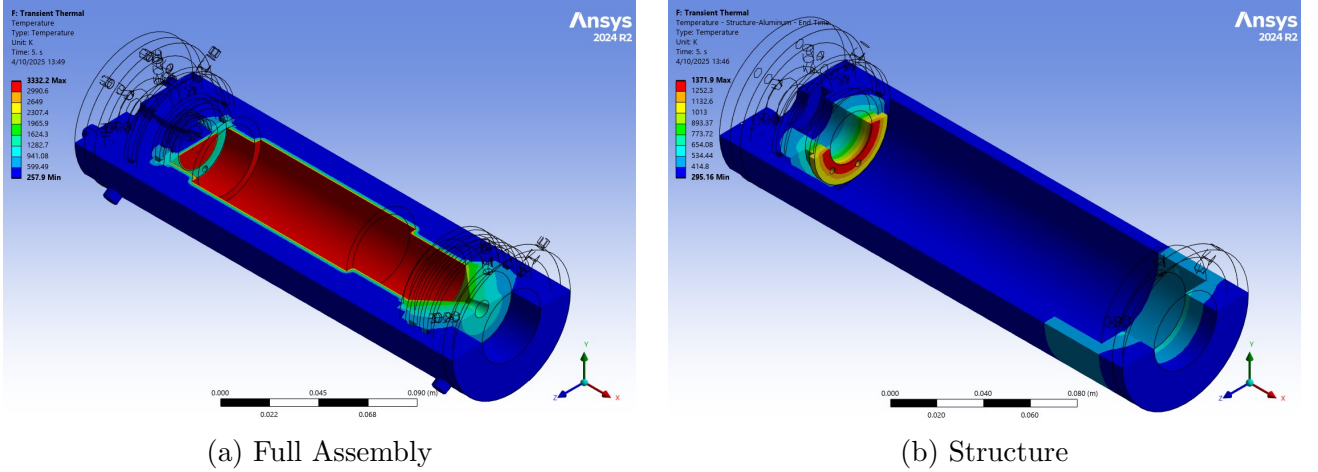 F: Transient Thermal
Temperature
Type: Temperature
Unit: K
Time: 5. s
4/10/2025 13:49
3332.2 Max
2990.6
2649
2307.4
1965.9
1624.3
1282.7
941.08
599.49
257.9 Min
Ansys
2024 R2
0.000
0.045
0.090 (m)
0.022
0.068
Y
Z
X
(a) Full Assembly
F: Transient Thermal
Temperature - Structure-Aluminum - End Time
Type: Temperature
Unit: K
Time: 5. s
4/10/2025 13:46
1371.9 Max
1252.3
1132.6
1013
893.37
773.72
654.08
534.44
414.8
295.16 Min
Ansys
2024 R2
0.000
0.040
0.080 (m)
0.020
0.060
Y
Z
X
(b) Structure